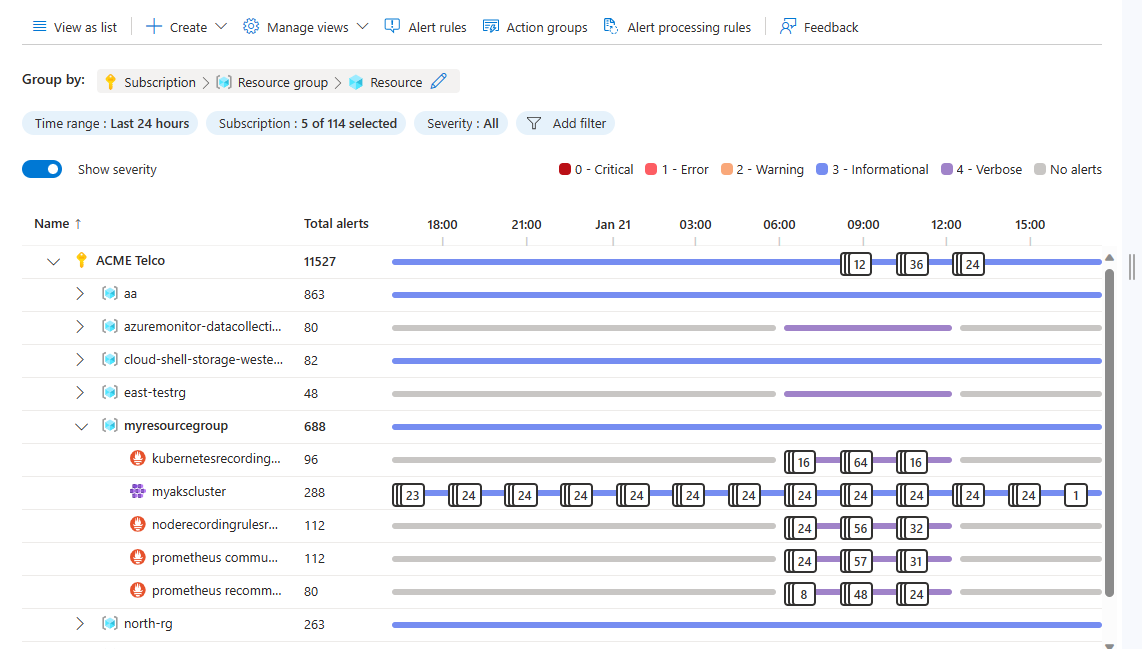 View as list Create Manage views Alert rules Action groups Alert processing rules Feedback
Group by: Subscription Resource group Resource
Time range : Last 24 hours Subscription : 5 of 114 selected Severity : All Add filter
Show severity 0 - Critical 1 - Error 2 - Warning 3 - Informational 4 - Verbose No alerts
Name ↑ Total alerts 18:00 21:00 Jan 21 03:00 06:00 09:00 12:00 15:00
ACME Telco 11527 12 36 24
aa 863
azuremonitor-datacollecti... 80
cloud-shell-storage-weste... 82
east-testrg 48
myresourcegroup 688
kubernetesrecording... 96 16 64 16
myakscluster 288 23 24 24 24 24 24 24 24 24 24 24 24 1
noderecordingrulesr... 112 24 56 32
prometheus commu... 112 24 57 31
prometheus recomm... 80 8 48 24
north-rg 263